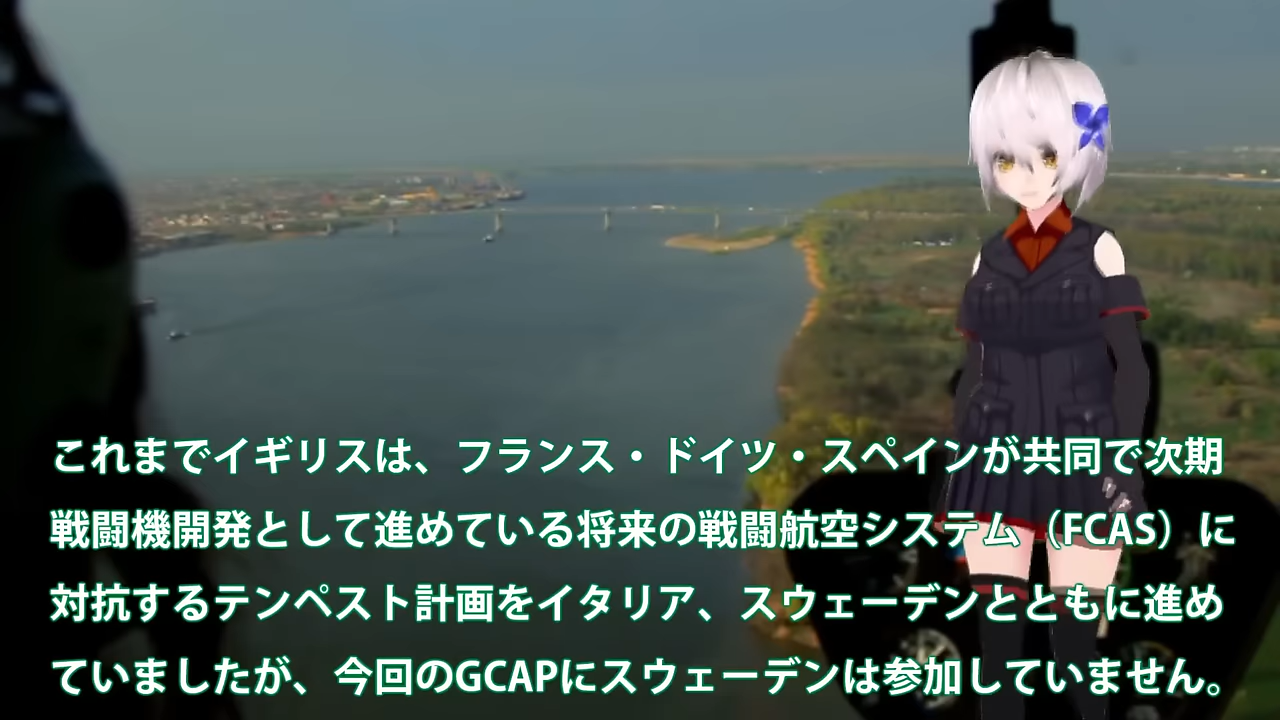 これまでイギリスは、フランス・ドイツ・スペインが共同で次期
戦闘機開発として進めている将来の戦闘航空システム（FCAS）に
対抗するテンペスト計画をイタリア、スウェーデンとともに進め
ていましたが、今回のGCAPにスウェーデンは参加していません。